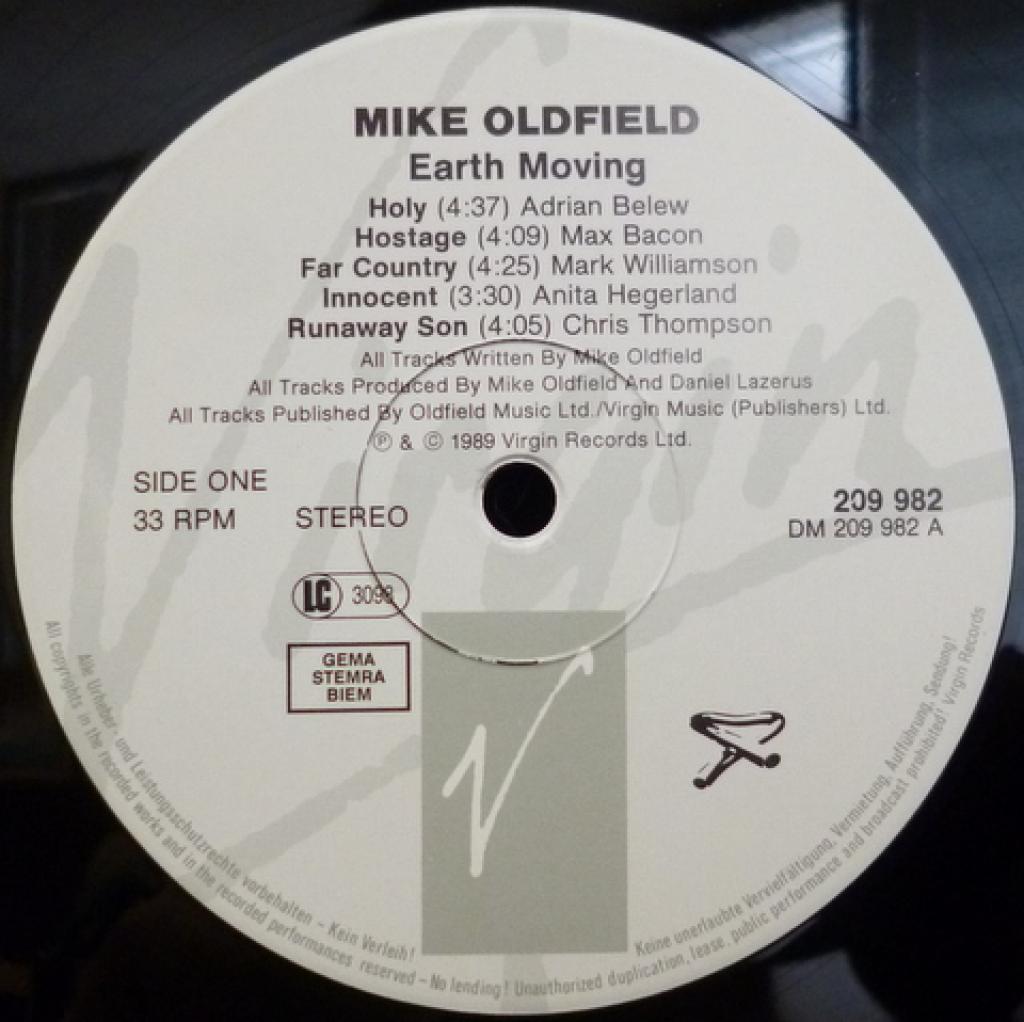 MIKE OLDFIELD
Earth Moving
Holy (4:37) Adrian Belew
Hostage (4:09) Max Bacon
Far Country (4:25) Mark Williamson
Innocent (3:30) Anita Hegerland
Runaway Son (4:05) Chris Thompson
All Tracks Written By Mike Oldfield
All Tracks Produced By Mike Oldfield And Daniel Lazerus
All Tracks Published By Oldfield Music Ltd./Virgin Music (Publishers) Ltd.
℗ & © 1989 Virgin Records Ltd.
SIDE ONE
33 RPM STEREO
209 982
DM 209 982 A
LC 3098
GEMA
STEMRA
BIEM
Virgin
V
Alle Urheber- und Leistungsschutzrechte vorbehalten – Kein Verleih! Keine unerlaubte Vervielfältigung, Vermietung, Aufführung, Sendung!
All copyrights in the recorded works and in the recorded performances reserved – No lending! Unauthorized duplication, lease, public performance and broadcast prohibited! Virgin Records